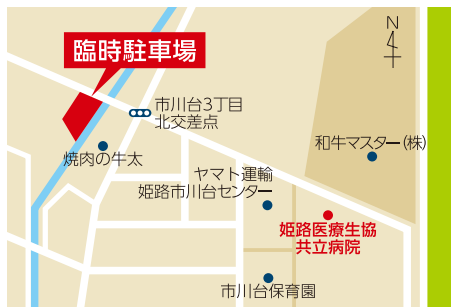 N
臨時駐車場
市川台3丁目
北交差点
焼肉の牛太
和牛マスター(株)
ヤマト運輸
姫路市川台センター
姫路医療生協
共立病院
市川台保育園